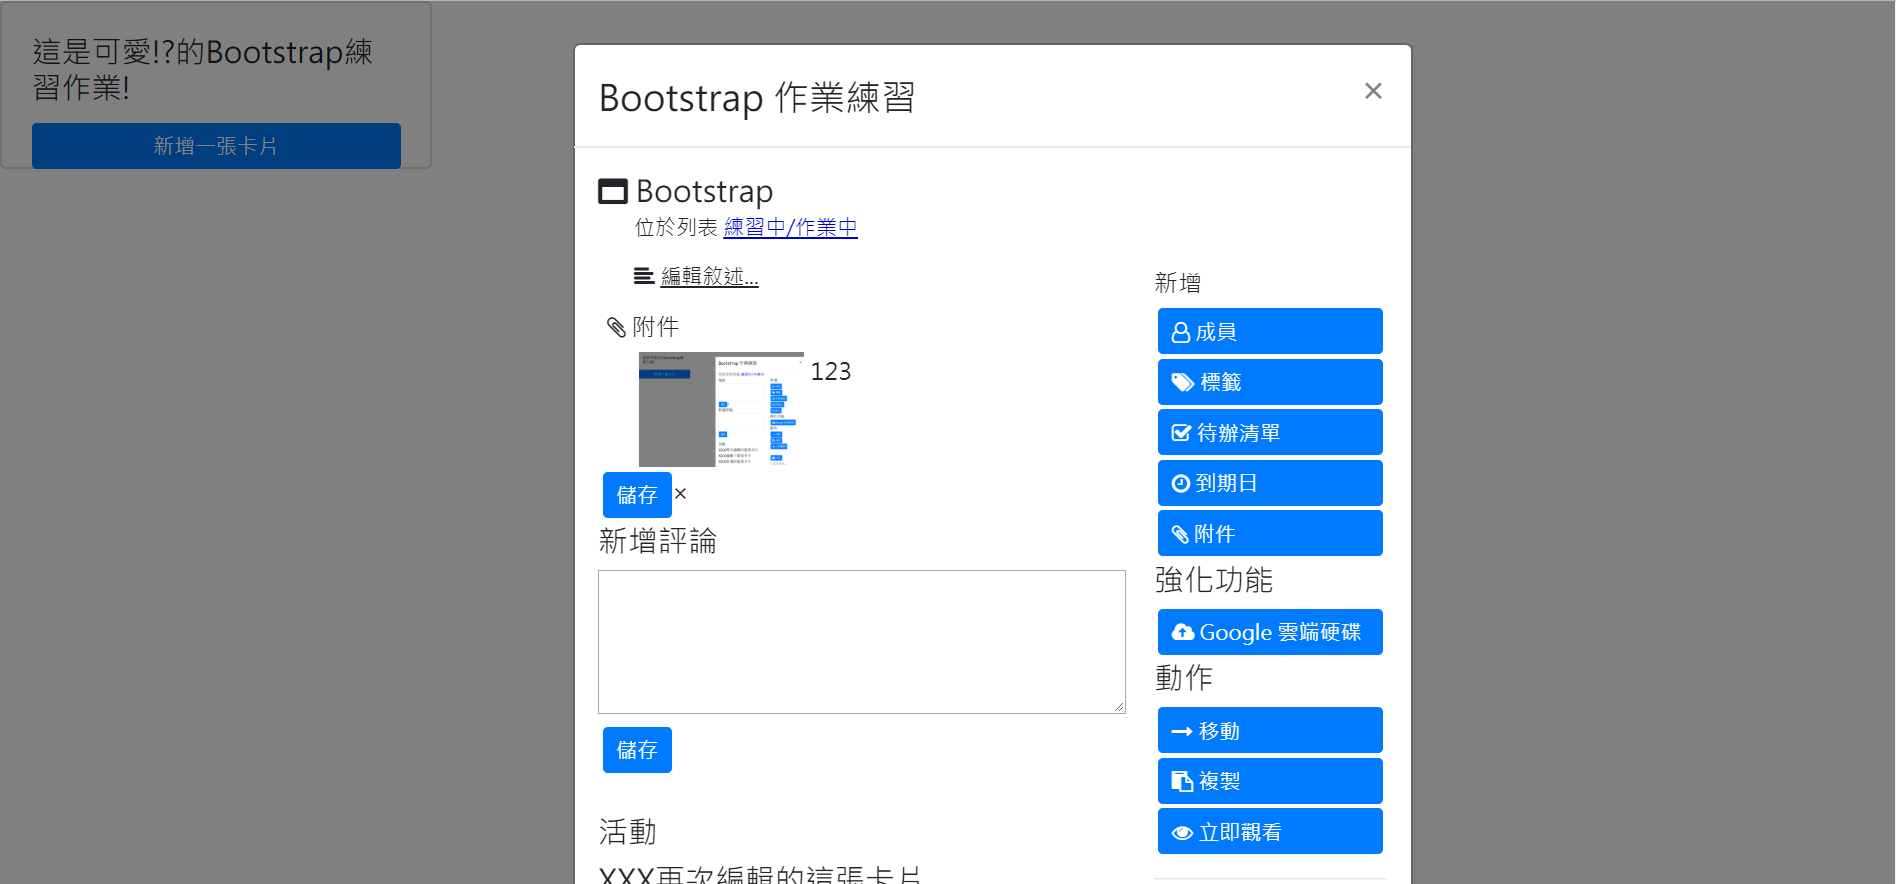 這是可愛!?的Bootstrap練
習作業!
新增一張卡片
Bootstrap 作業練習
×
Bootstrap
位於列表 練習中/作業中
編輯敘述...
附件
123
儲存 ×
新增評論
儲存
活動
XXX再次編輯的這張卡片
新增
成員
標籤
待辦清單
到期日
附件
強化功能
Google 雲端硬碟
動作
移動
複製
立即觀看